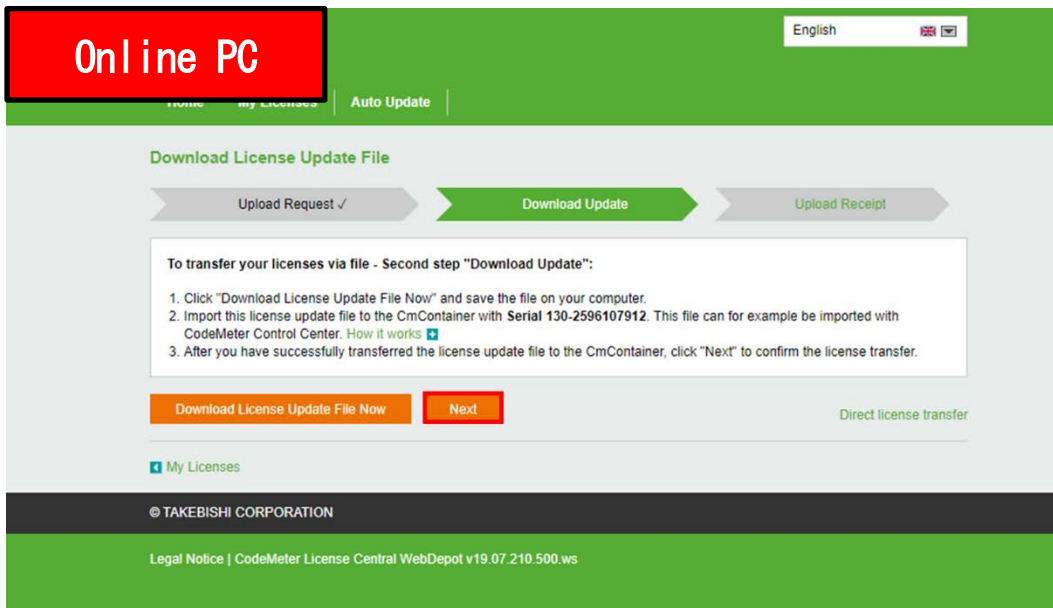 Online PC
English
Home My Licenses Auto Update
Download License Update File
Upload Request ✓ Download Update Upload Receipt
To transfer your licenses via file - Second step "Download Update":
1. Click "Download License Update File Now" and save the file on your computer.
2. Import this license update file to the CmContainer with Serial 130-2596107912. This file can for example be imported with
CodeMeter Control Center. How it works
3. After you have successfully transferred the license update file to the CmContainer, click "Next" to confirm the license transfer.
Download License Update File Now Next Direct license transfer
My Licenses
© TAKEBISHI CORPORATION
Legal Notice | CodeMeter License Central WebDepot v19.07.210.500.ws